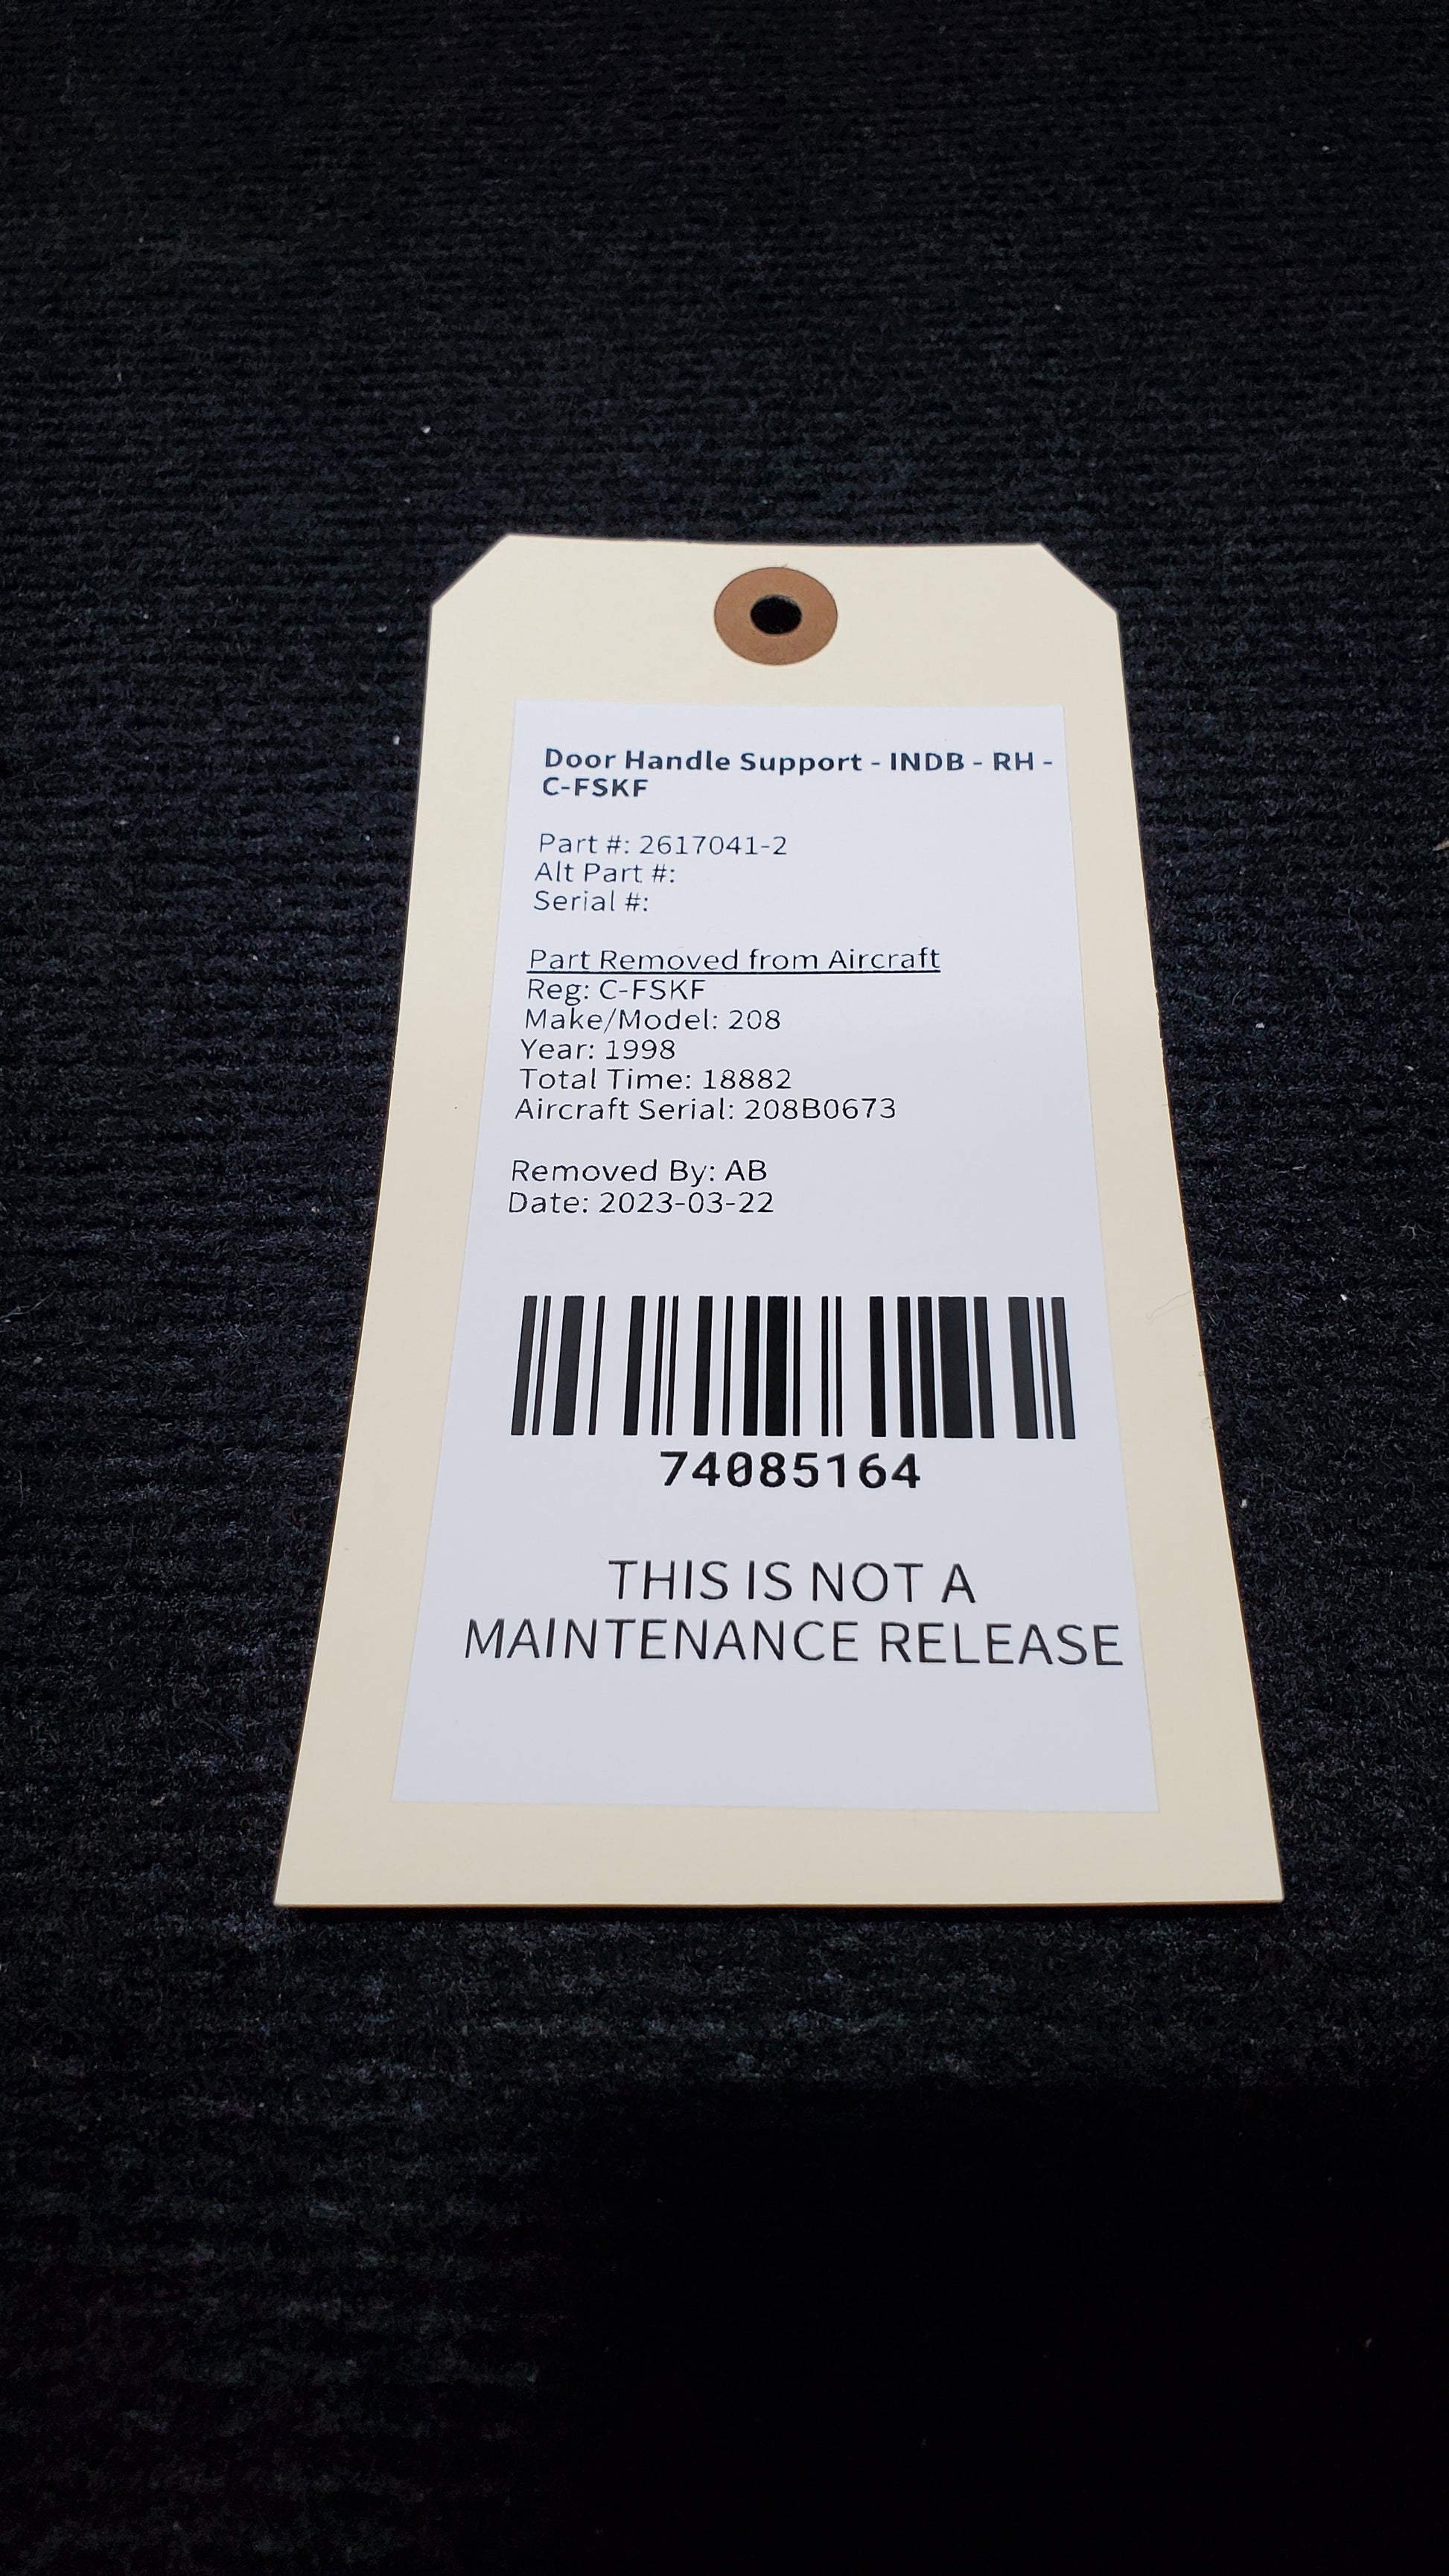 Door Handle Support - INDB - RH -
C-FSKF
Part #: 2617041-2
Alt Part #:
Serial #:
Part Removed from Aircraft
Reg: C-FSKF
Make/Model: 208
Year: 1998
Total Time: 18882
Aircraft Serial: 208B0673
Removed By: AB
Date: 2023-03-22
74085164
THIS IS NOT A
MAINTENANCE RELEASE